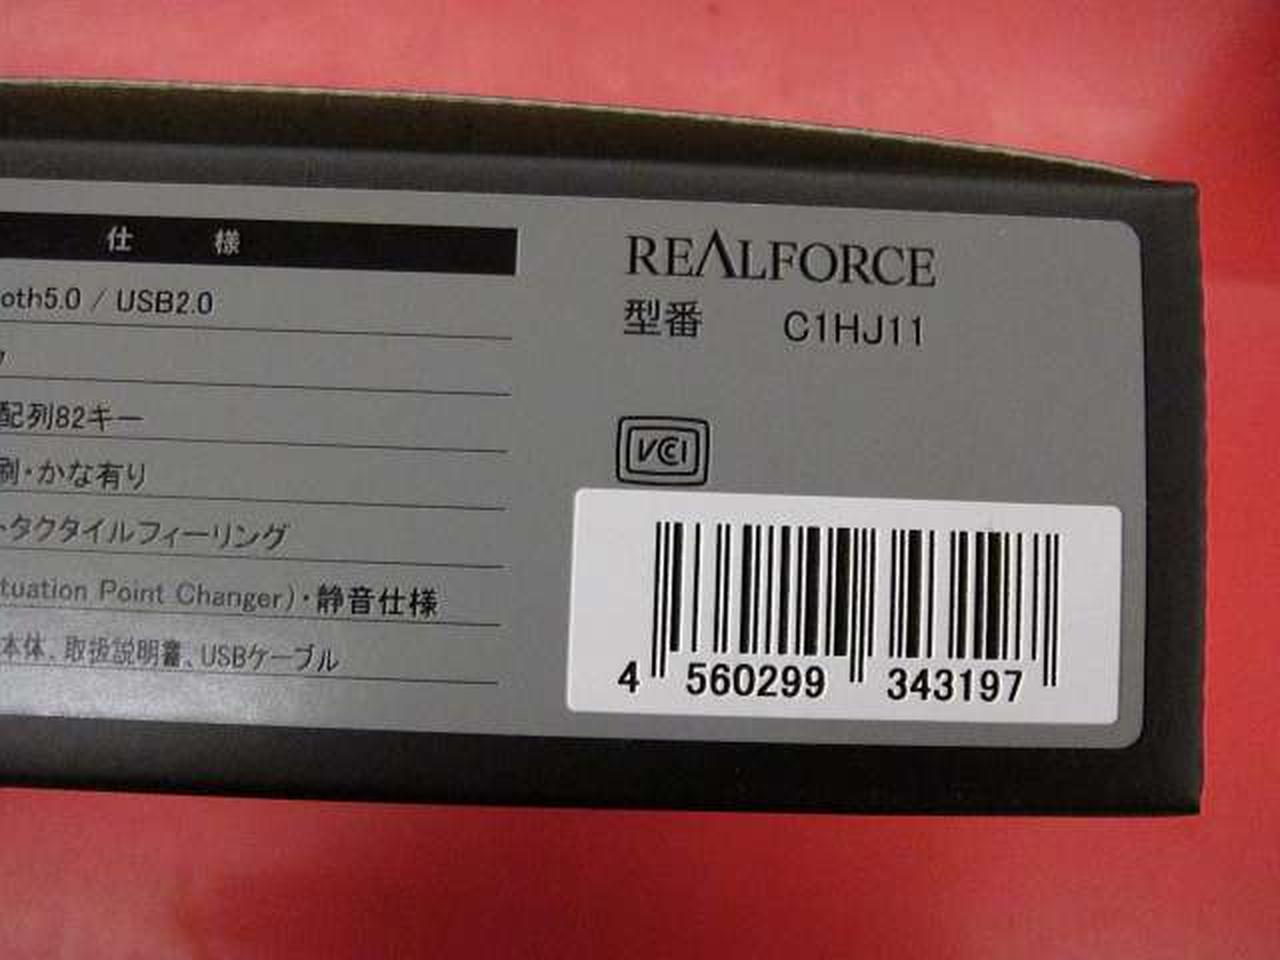 仕様
oth5.0 / USB2.0
配列82キー
刷・かな有り
タクタイルフィーリング
tuation Point Changer)・静音仕様
本体、取扱説明書、USBケーブル
REALFORCE
型番 C1HJ11
VCCI
4 560299 343197